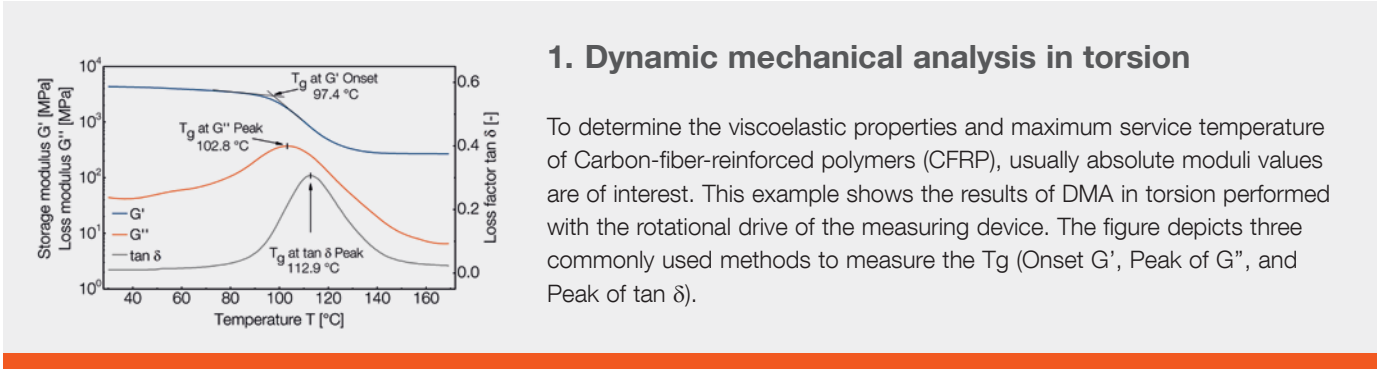 1. Dynamic mechanical analysis in torsion
To determine the viscoelastic properties and maximum service temperature
of Carbon-fiber-reinforced polymers (CFRP), usually absolute moduli values
are of interest. This example shows the results of DMA in torsion performed
with the rotational drive of the measuring device. The figure depicts three
commonly used methods to measure the Tg (Onset G’, Peak of G”, and
Peak of tan δ).
Storage modulus G' [MPa]
Loss modulus G'' [MPa]
10⁴
10³
10²
10¹
10⁰
Tg at G' Onset
97.4 °C
Tg at G'' Peak
102.8 °C
Tg at tan δ Peak
112.9 °C
G'
G''
tan δ
0.6
0.4
0.2
0.0
Loss factor tan δ [-]
40 60 80 100 120 140 160
Temperature T [°C]